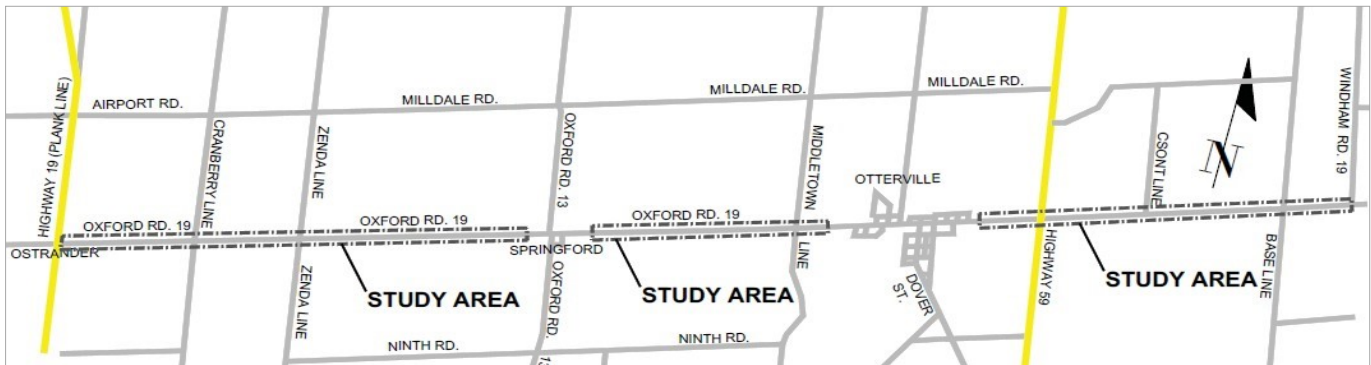 AIRPORT RD.
MILLDALE RD.
MILLDALE RD.
MILLDALE RD.
HIGHWAY 19 (PLANK LINE)
CRANBERRY LINE
ZENDA LINE
OXFORD RD. 13
MIDDLETOWN
OTTERVILLE
CSONT LINE
N
WINDHAM RD. 19
OXFORD RD. 19
OXFORD RD. 19
OXFORD RD. 19
OSTRANDER
SPRINGFORD
ZENDA LINE
OXFORD RD.
LINE
DOVER
ST.
HIGHWAY 59
BASE LINE
STUDY AREA
STUDY AREA
STUDY AREA
NINTH RD.
NINTH RD.